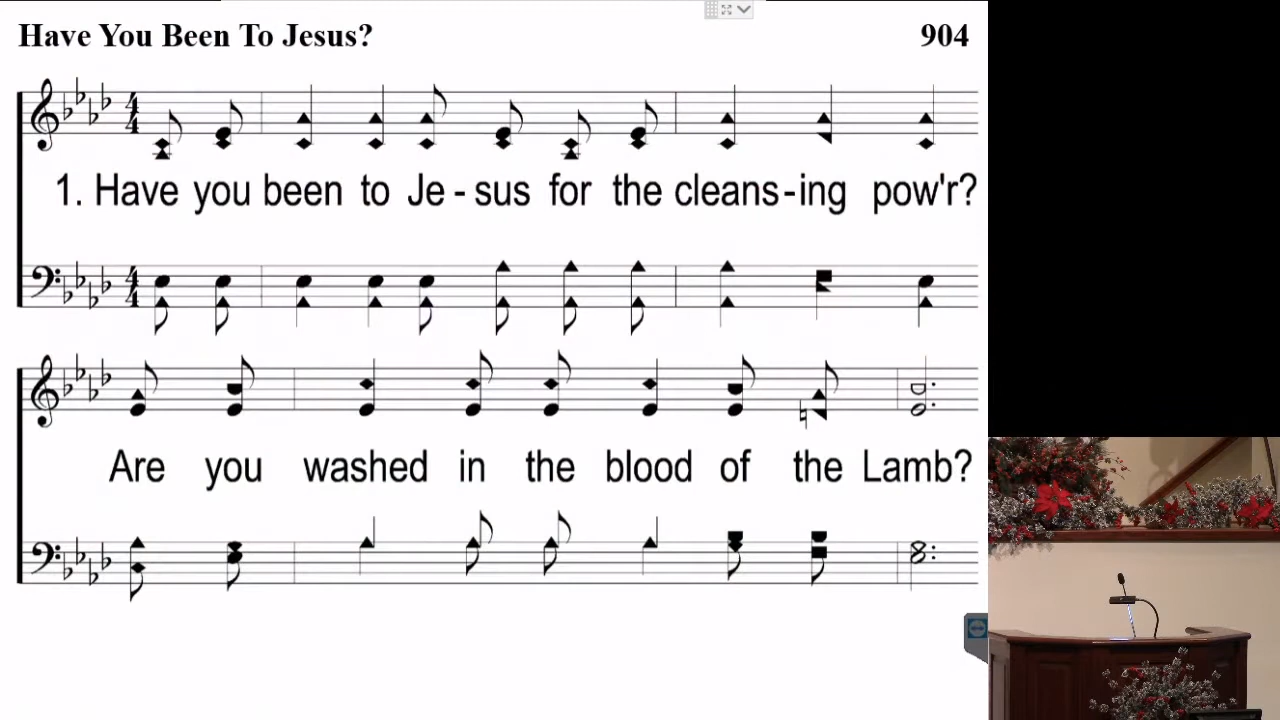 Have You Been To Jesus? 904
1. Have you been to Je - sus for the cleans - ing pow'r?
Are you washed in the blood of the Lamb?